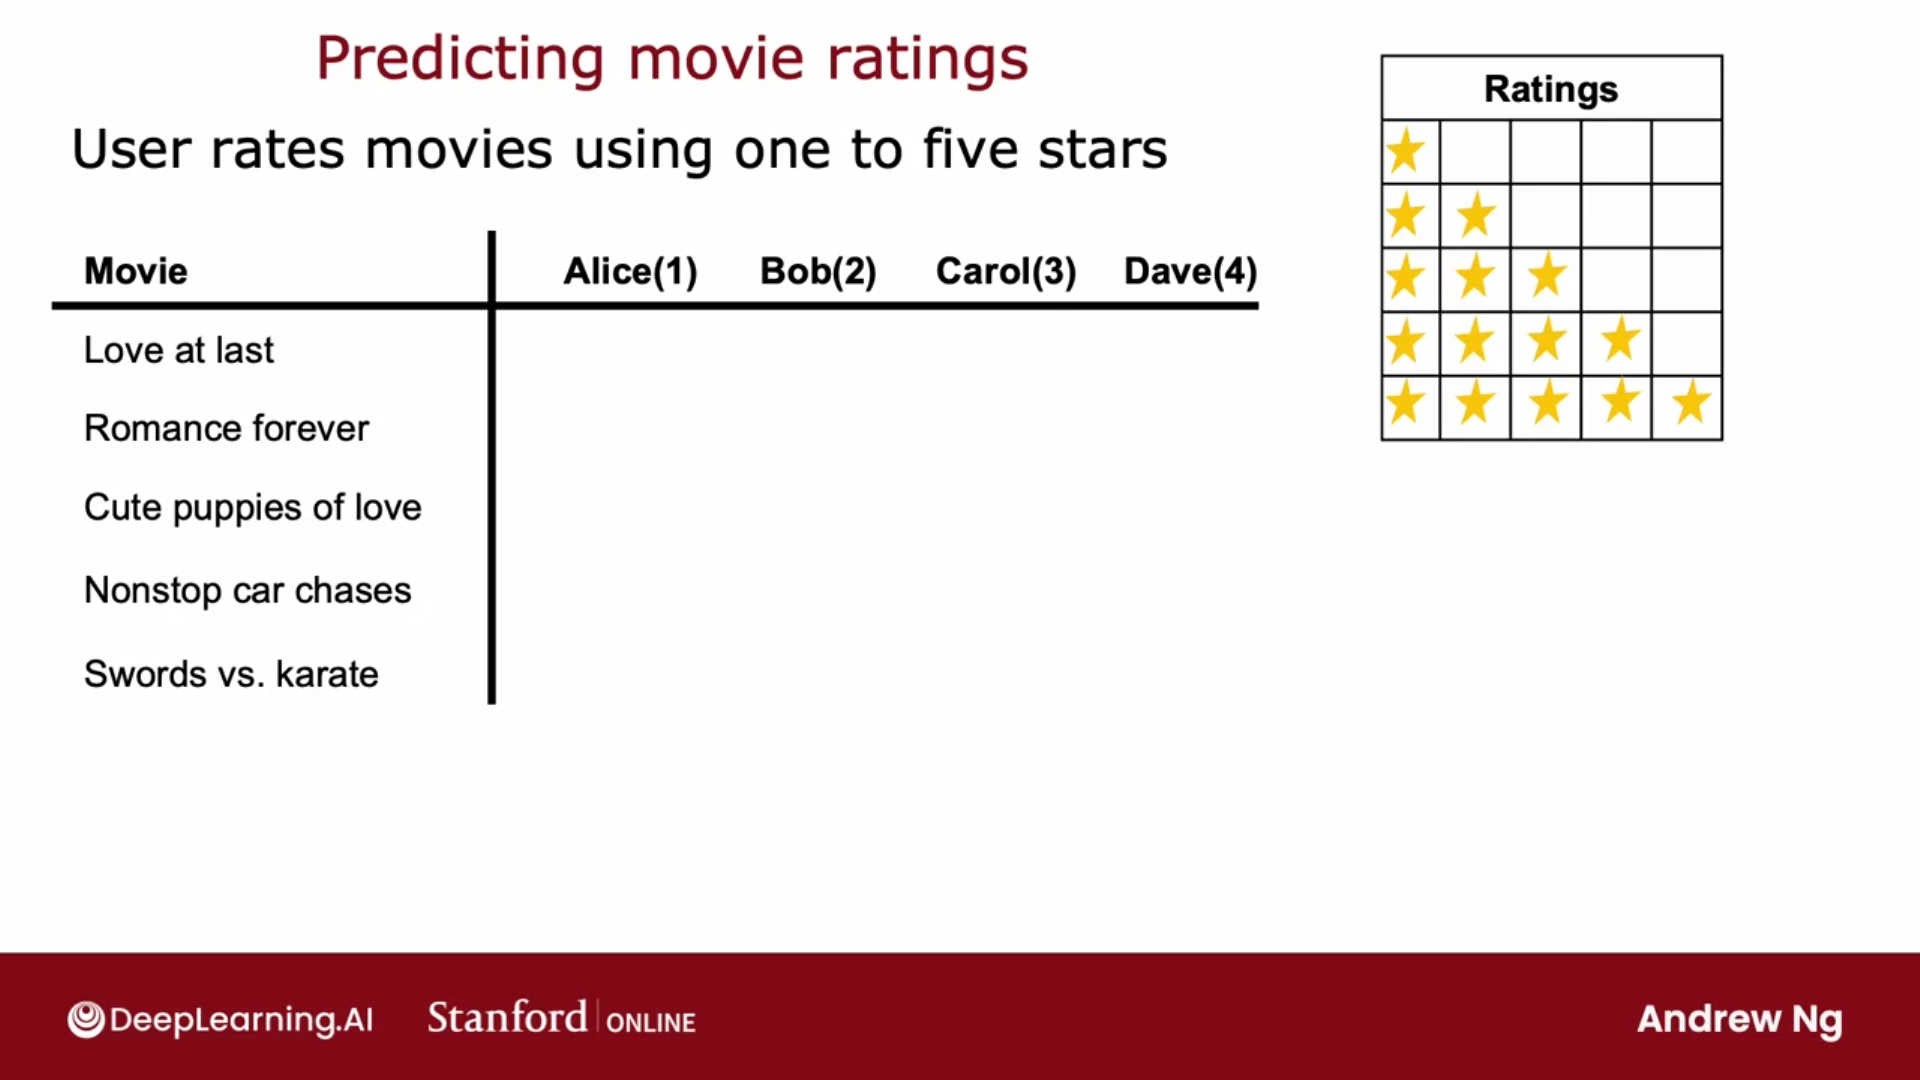 Predicting movie ratings
User rates movies using one to five stars
Ratings
Movie Alice(1) Bob(2) Carol(3) Dave(4)
Love at last
Romance forever
Cute puppies of love
Nonstop car chases
Swords vs. karate
DeepLearning.AI Stanford ONLINE Andrew Ng